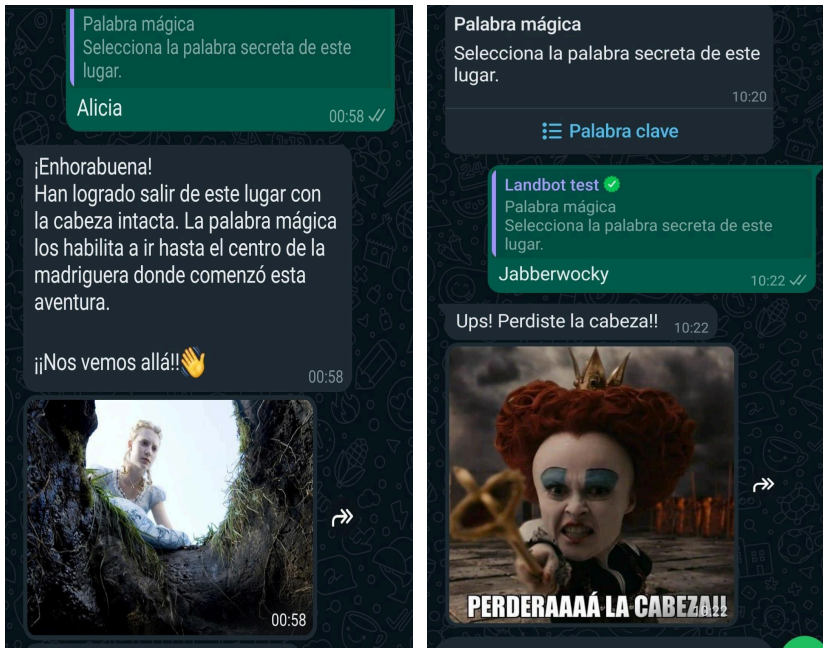 Palabra mágica
Selecciona la palabra secreta de este
lugar.
Alicia
00:58
¡Enhorabuena!
Han logrado salir de este lugar con
la cabeza intacta. La palabra mágica
los habilita a ir hasta el centro de la
madriguera donde comenzó esta
aventura.
¡¡Nos vemos allá!!👋
00:58
00:58
Palabra mágica
Selecciona la palabra secreta de este
lugar.
10:20
Palabra clave
Landbot test
Palabra mágica
Selecciona la palabra secreta de este
lugar.
Jabberwocky
10:22
Ups! Perdiste la cabeza!!
10:22
PERDERAAAÁ LA CABEZA!!
10:22